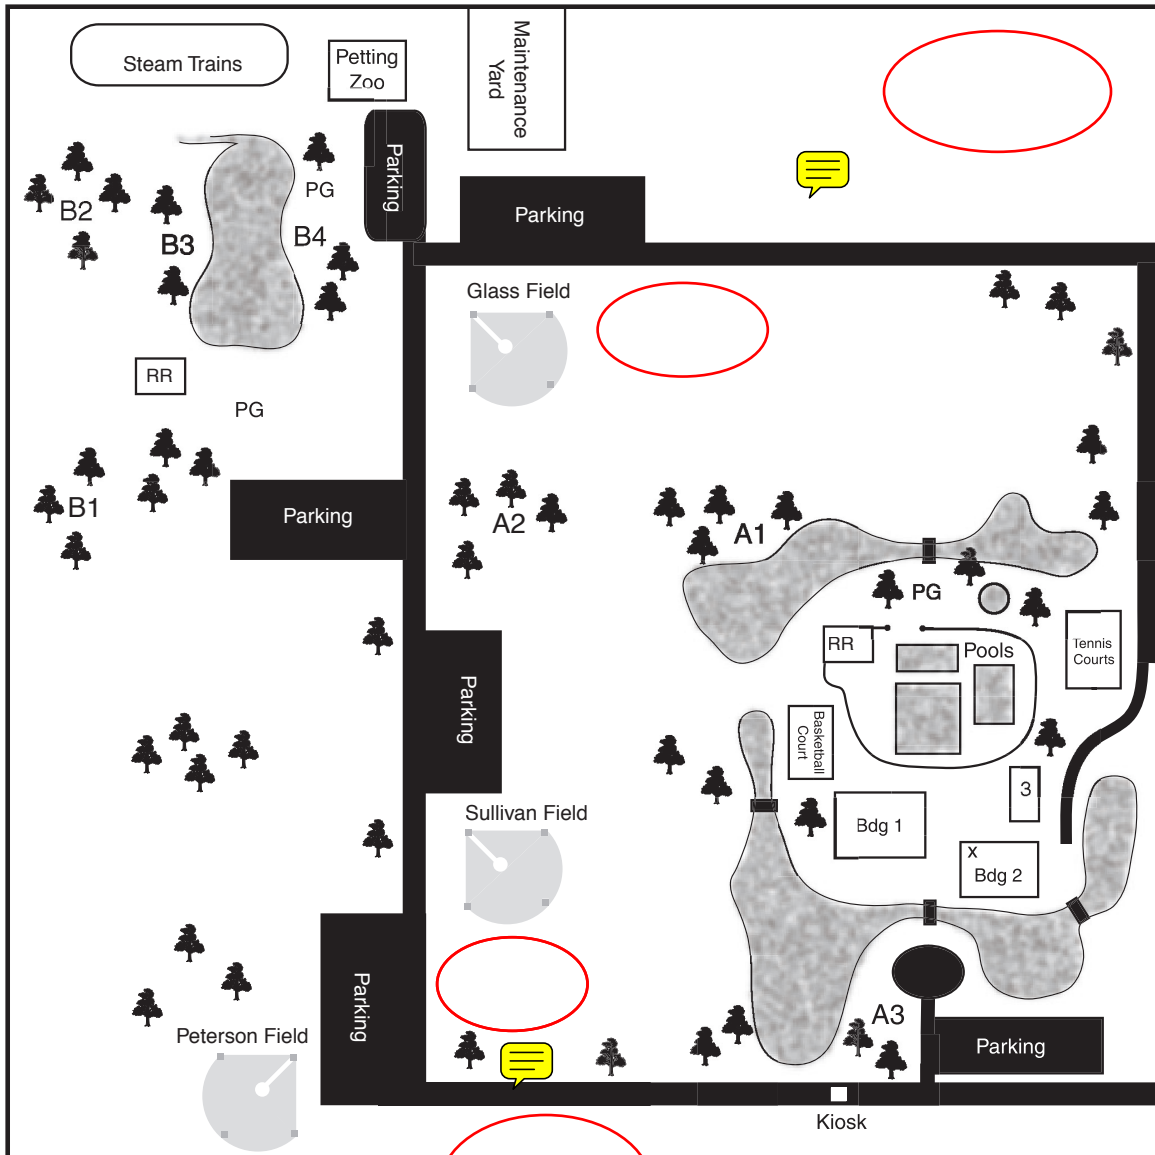 Steam Trains
Petting
Zoo
Maintenance
Yard
Parking
PG
B2
B3
B4
Parking
Glass Field
RR
PG
B1
Parking
A2
A1
PG
RR
Pools
Tennis
Courts
Parking
Basketball
Court
3
Sullivan Field
Bdg 1
x
Bdg 2
Parking
A3
Peterson Field
Parking
Kiosk